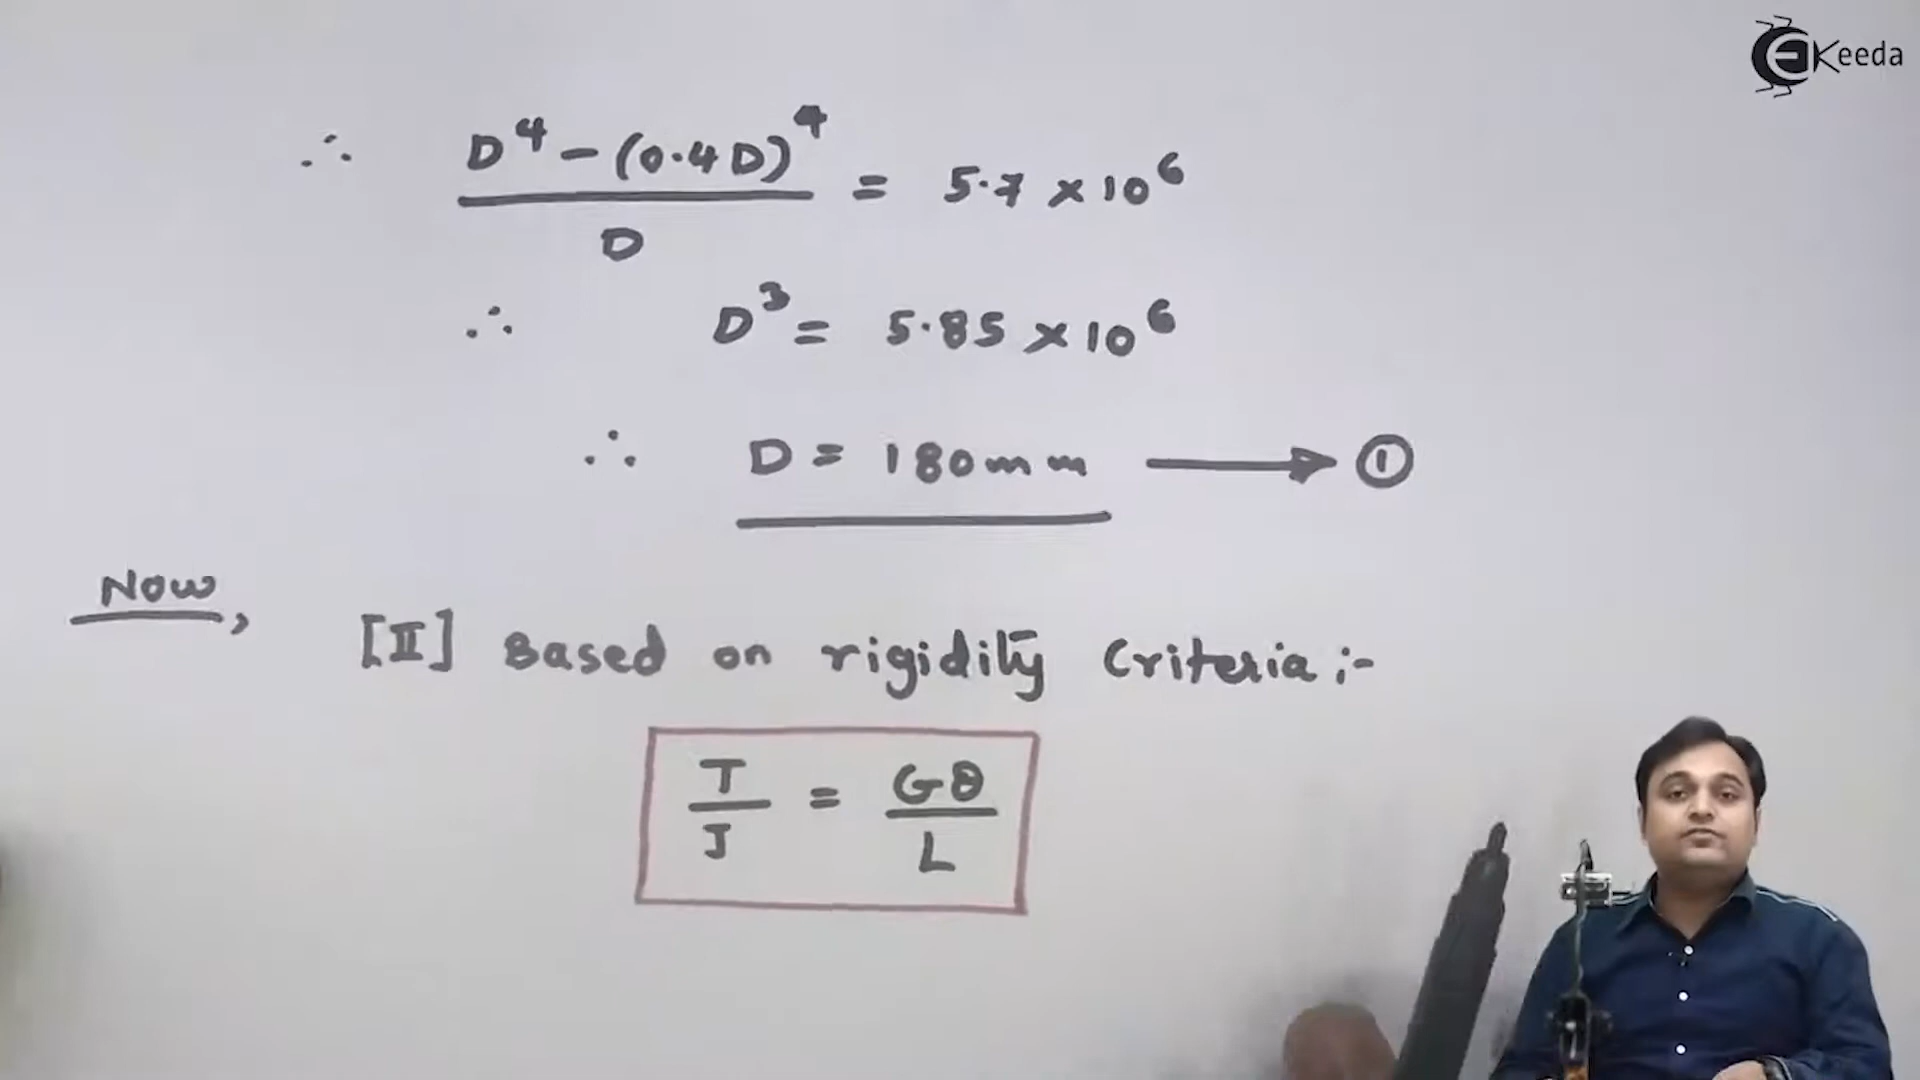 EKeeda
∴ D⁴ - (0.4D)⁴ / D = 5.7 × 10⁶
∴ D³ = 5.85 × 10⁶
∴ D = 180mm → ①
Now, [II] Based on rigidity Criteria :-
T/J = Gθ/L